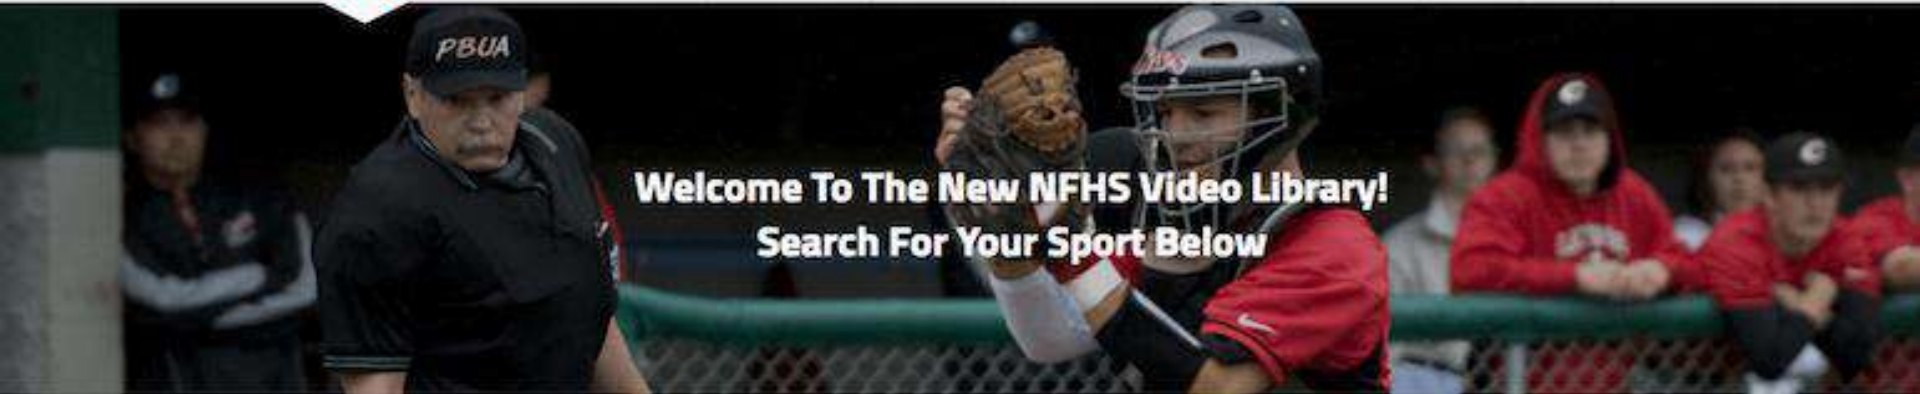 PBUA
Welcome To The New NFHS Video Library!
Search For Your Sport Below
C
C